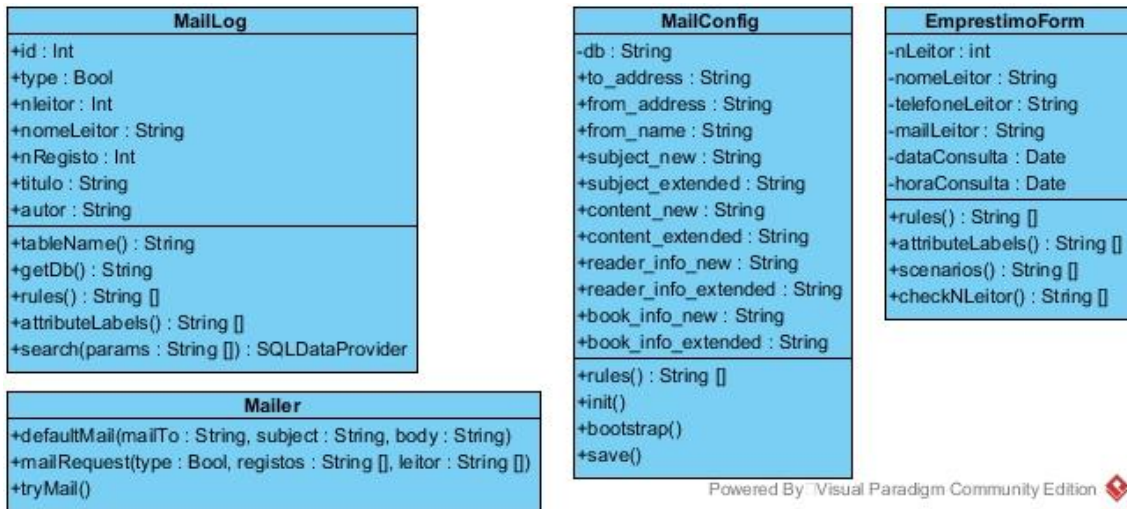 MailLog
+id : Int
+type : Bool
+nleitor : Int
+nomeLeitor : String
+nRegisto : Int
+titulo : String
+autor : String
+tableName() : String
+getDb() : String
+rules() : String []
+attributeLabels() : String []
+search(params : String []) : SQLDataProvider
Mailer
+defaultMail(mailTo : String, subject : String, body : String)
+mailRequest(type : Bool, registos : String [], leitor : String [])
+tryMail()
MailConfig
-db : String
+to_address : String
+from_address : String
+from_name : String
+subject_new : String
+subject_extended : String
+content_new : String
+content_extended : String
+reader_info_new : String
+reader_info_extended : String
+book_info_new : String
+book_info_extended : String
+rules() : String []
+init()
+bootstrap()
+save()
EmprestimoForm
-nLeitor : int
-nomeLeitor : String
-telefoneLeitor : String
-mailLeitor : String
-dataConsulta : Date
-horaConsulta : Date
+rules() : String []
+attributeLabels() : String []
+scenarios() : String []
+checkNLeitor() : String []
Powered By Visual Paradigm Community Edition